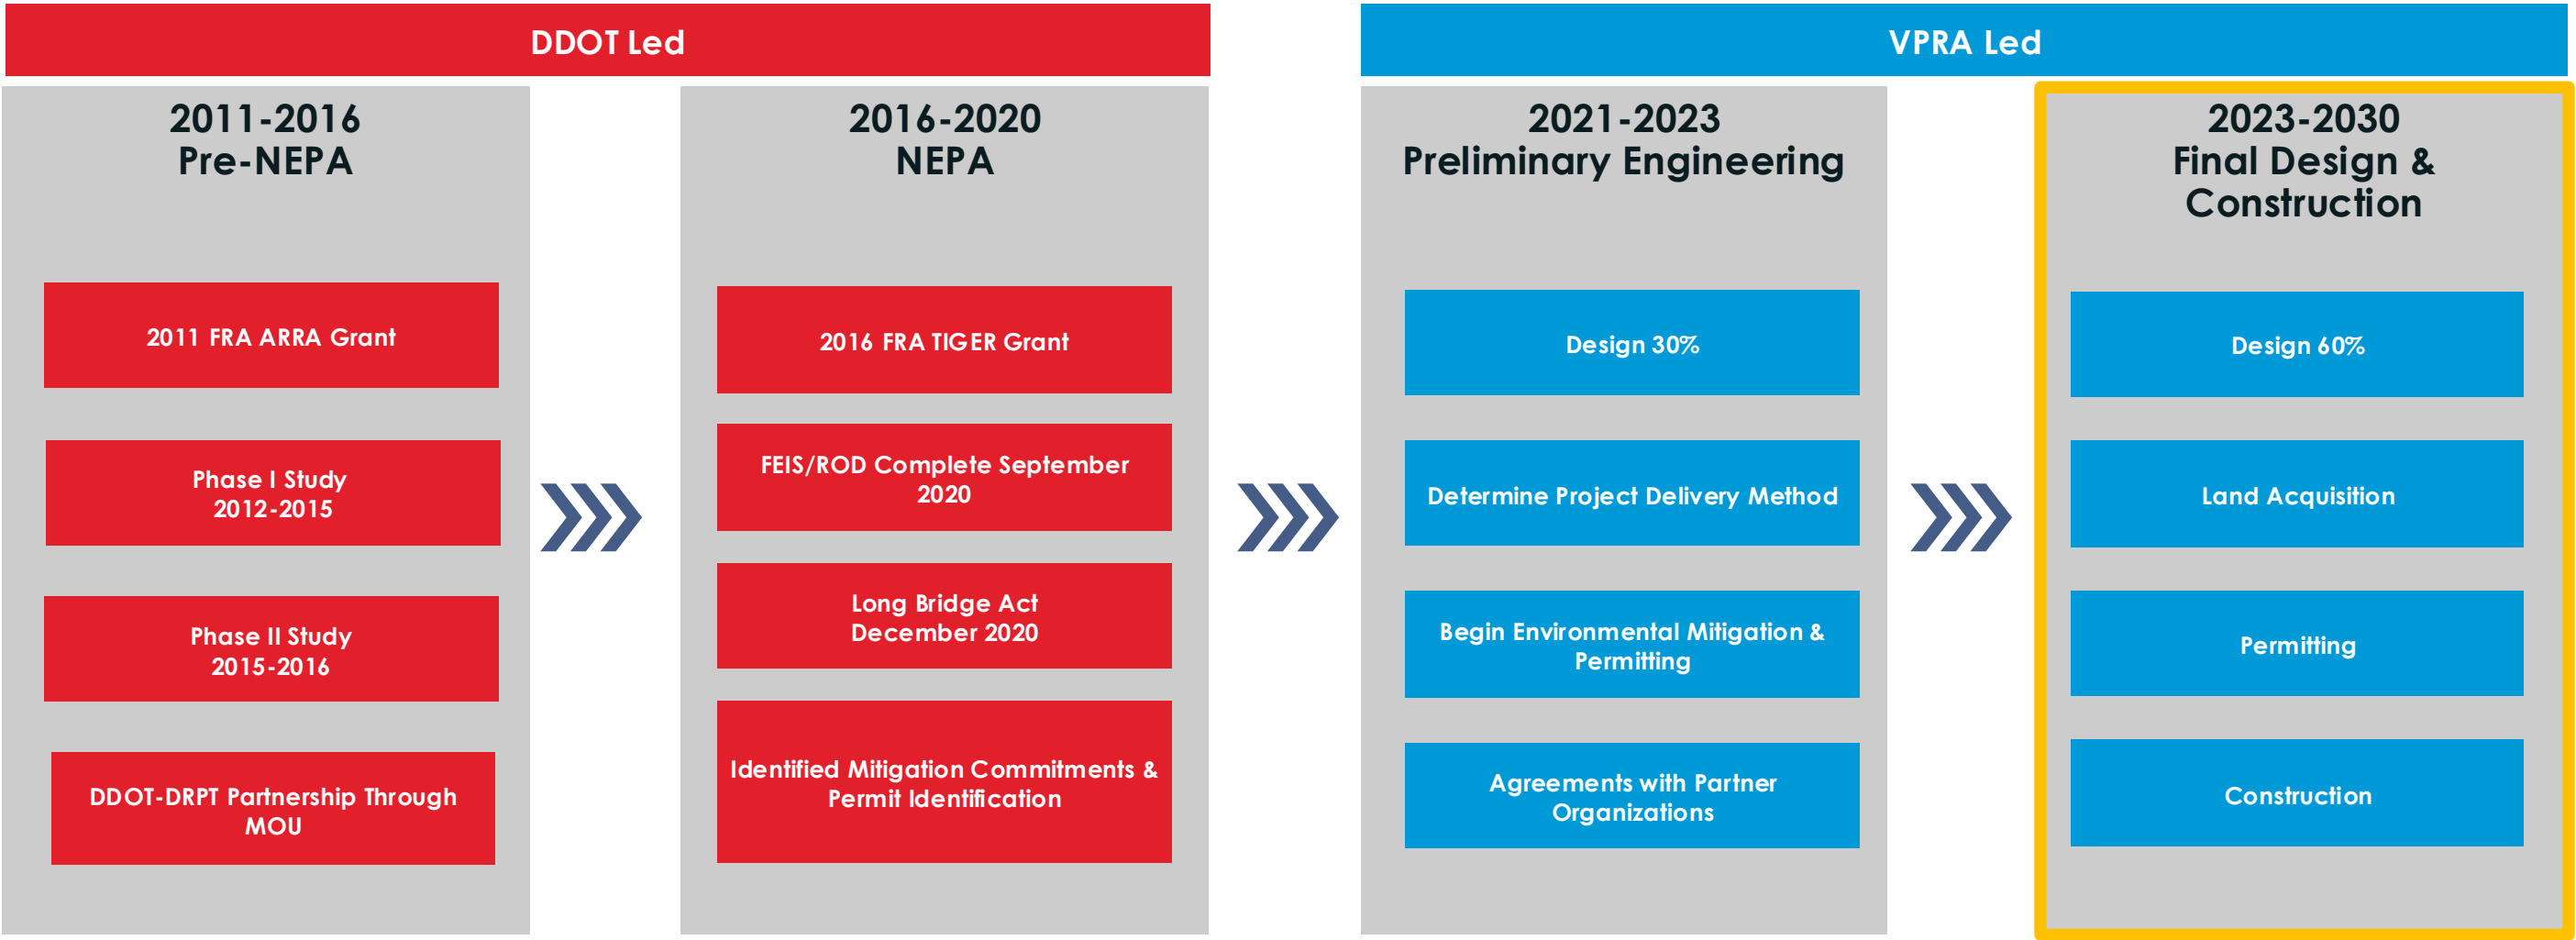 DDOT Led
VPRA Led
2011-2016
Pre-NEPA
2011 FRA ARRA Grant
Phase I Study
2012-2015
Phase II Study
2015-2016
DDOT-DRPT Partnership Through
MOU
2016-2020
NEPA
2016 FRA TIGER Grant
FEIS/ROD Complete September
2020
Long Bridge Act
December 2020
Identified Mitigation Commitments &
Permit Identification
2021-2023
Preliminary Engineering
Design 30%
Determine Project Delivery Method
Begin Environmental Mitigation &
Permitting
Agreements with Partner
Organizations
2023-2030
Final Design &
Construction
Design 60%
Land Acquisition
Permitting
Construction